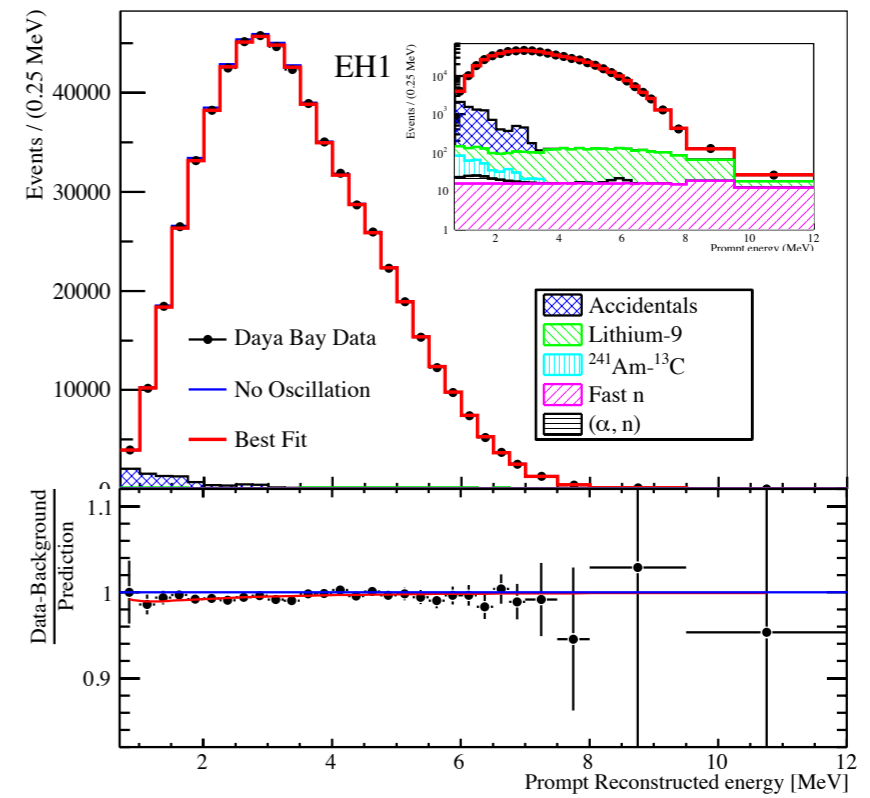 Events / (0.25 MeV)
40000
30000
20000
10000
0
EH1
Daya Bay Data
No Oscillation
Best Fit
Events / (0.25 MeV)
10⁴
10³
10²
10
1
2 4 6 8 10 12
Prompt energy (MeV)
Accidentals
Lithium-9
²⁴¹Am-¹³C
Fast n
(α, n)
Data-Background
Prediction
1.1
1
0.9
2 4 6 8 10 12
Prompt Reconstructed energy [MeV]